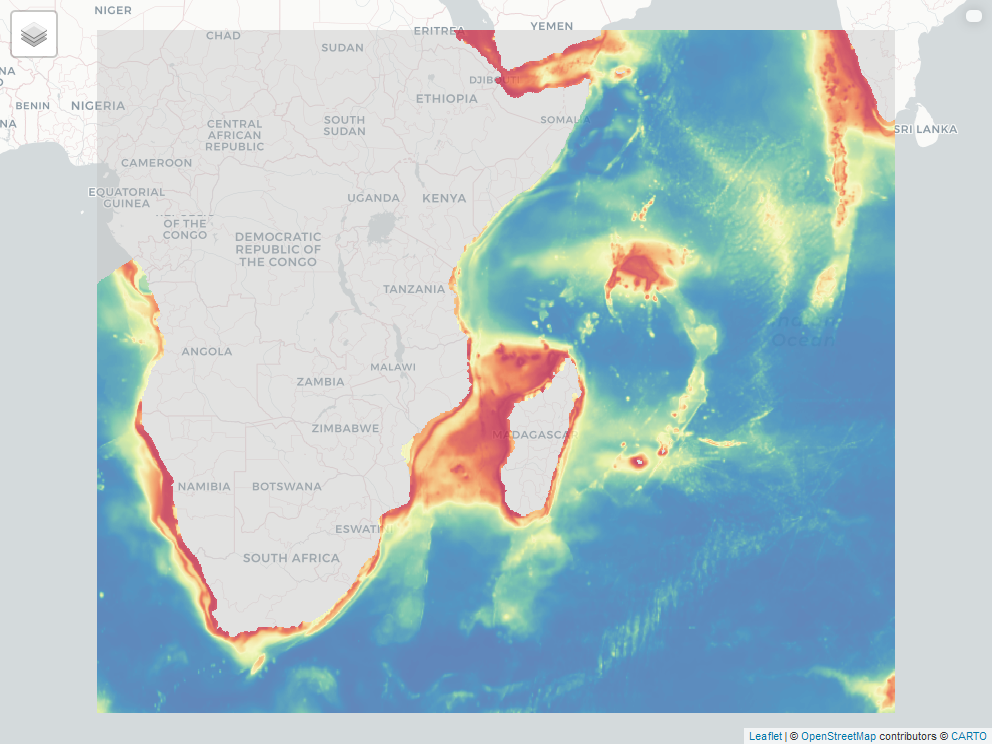 NIGER
YEMEN
ERITREA
CHAD
SUDAN
NA
DJIBOUTI
BENIN
NIGERIA
ETHIOPIA
NA
CENTRAL
AFRICAN
REPUBLIC
SOUTH
SUDAN
SOMALIA
SRI LANKA
CAMEROON
EQUATORIAL
GUINEA
UGANDA
KENYA
OF THE
CONGO
DEMOCRATIC
REPUBLIC OF
THE CONGO
TANZANIA
Indian
Ocean
ANGOLA
MALAWI
ZAMBIA
ZIMBABWE
MADAGASCAR
NAMIBIA
BOTSWANA
ESWATINI
SOUTH AFRICA
Leaflet | © OpenStreetMap contributors © CARTO